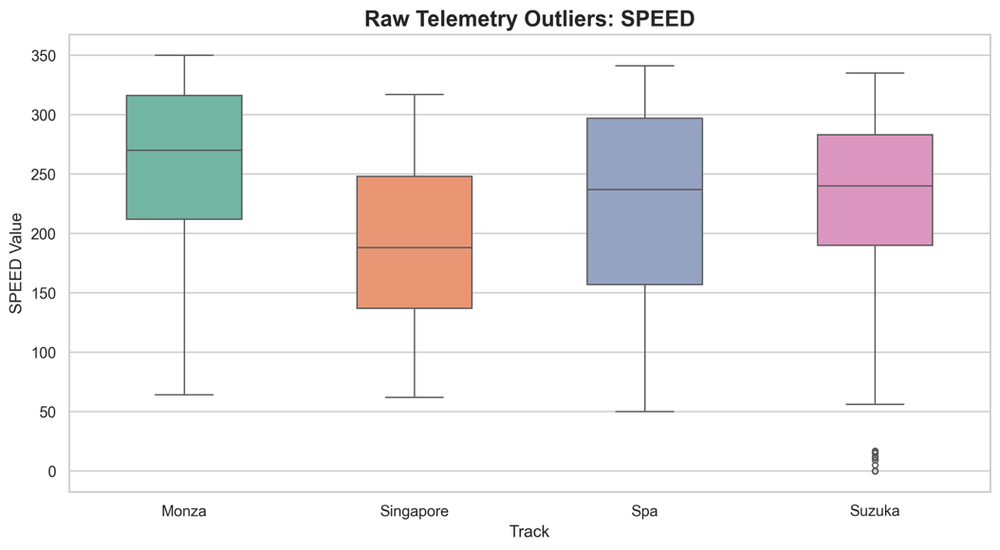 Raw Telemetry Outliers: SPEED
SPEED Value
350
300
250
200
150
100
50
0
Monza Singapore Spa Suzuka
Track